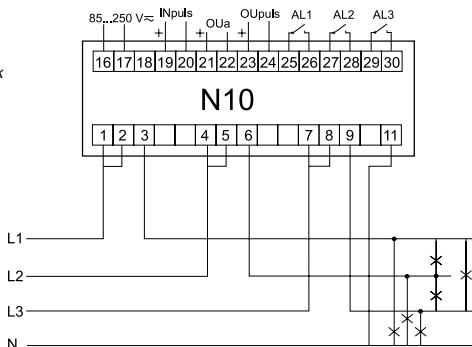 k
85...250 V≂ INpuls OUa OUpuls AL1 AL2 AL3
+ + +
16 17 18 19 20 21 22 23 24 25 26 27 28 29 30
N10
1 2 3 4 5 6 7 8 9 11
L1
L2
L3
N